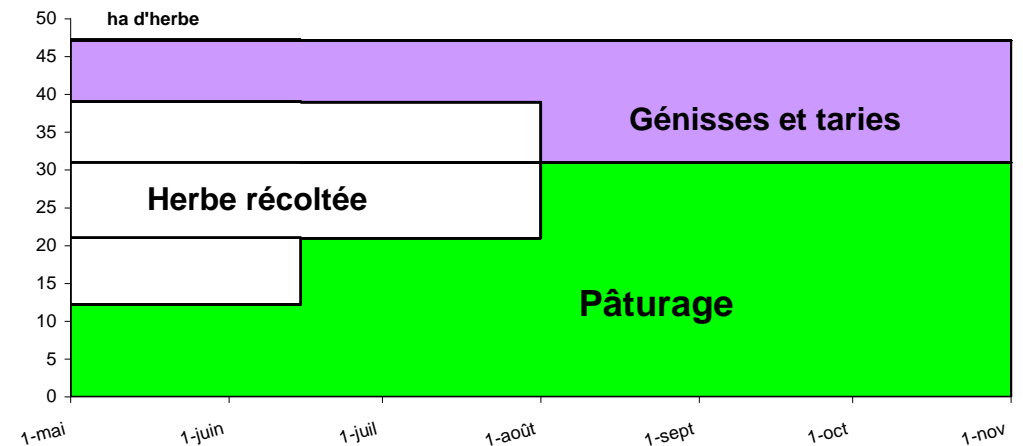 ha d'herbe
50
45
40
35
30
25
20
15
10
5
0
Génisses et taries
Herbe récoltée
Pâturage
1-mai
1-juin
1-juil
1-août
1-sept
1-oct
1-nov